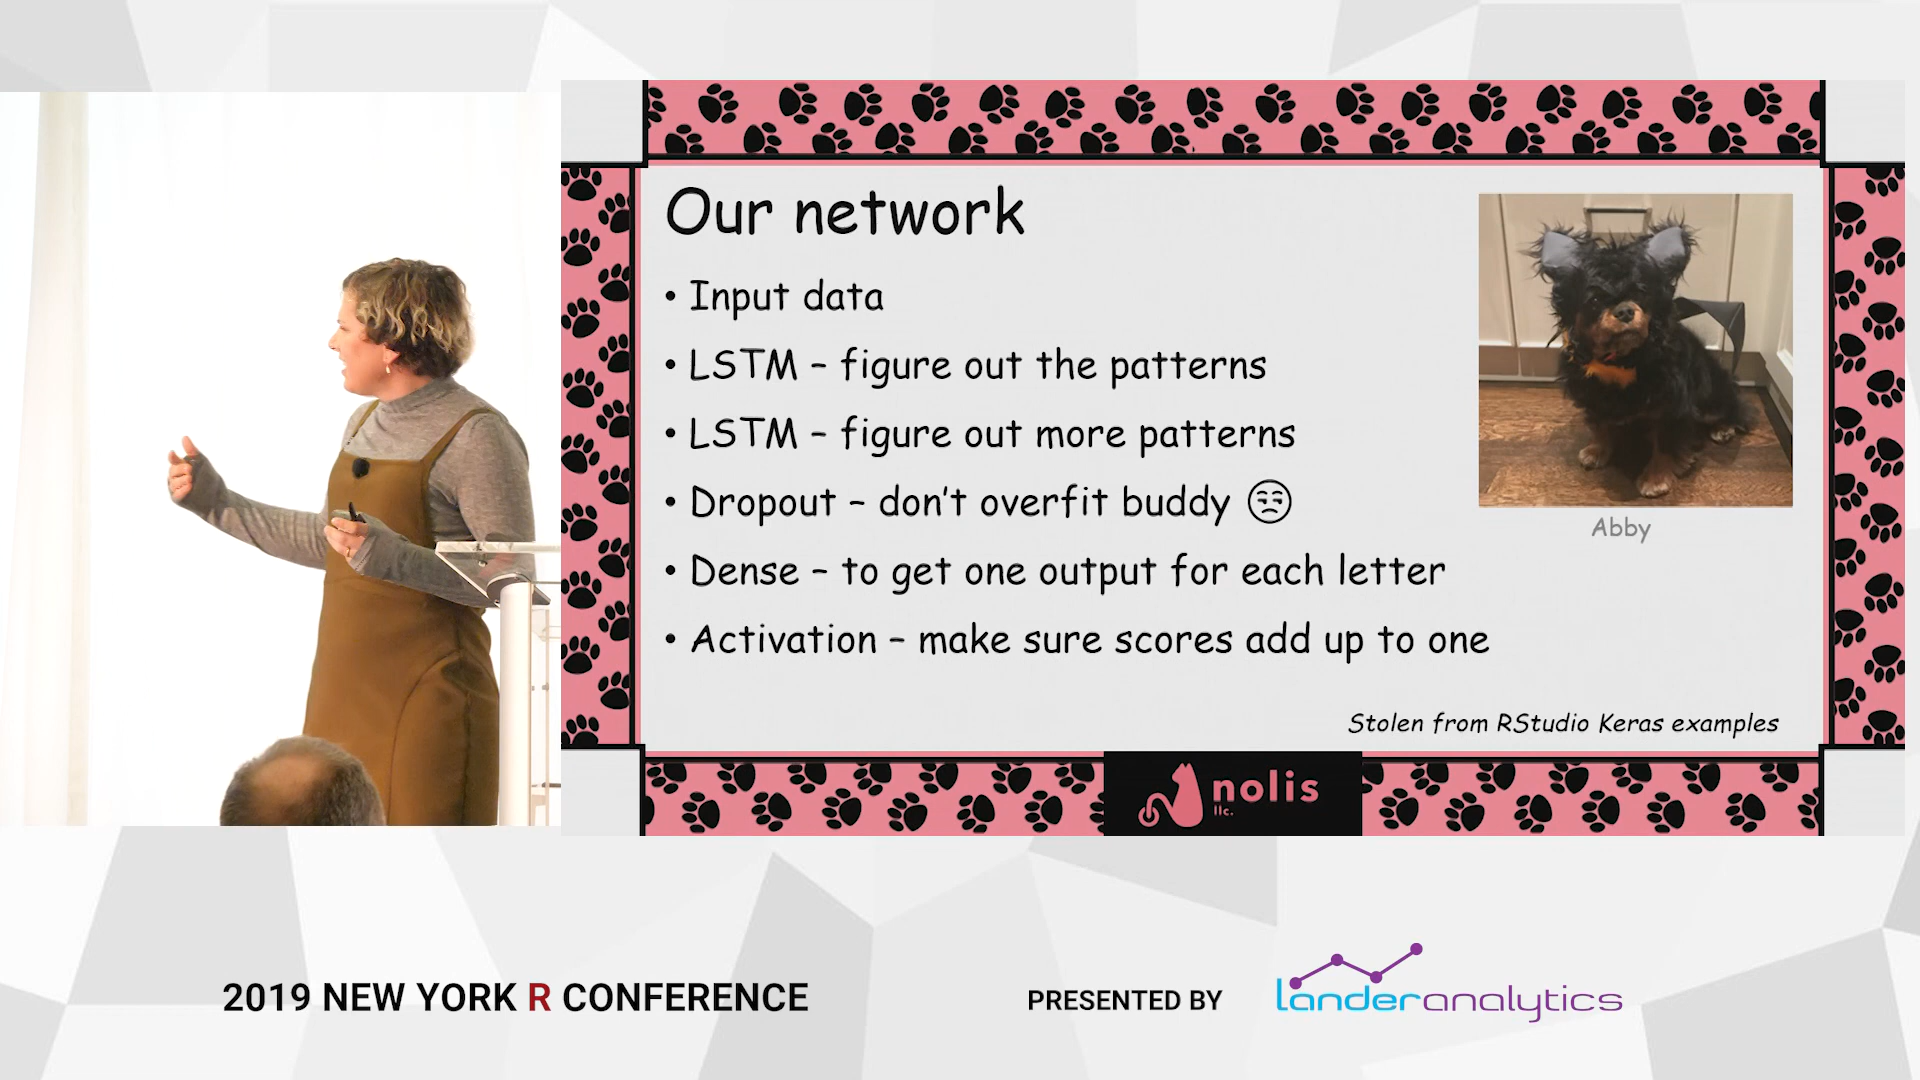 Our network
• Input data
• LSTM – figure out the patterns
• LSTM – figure out more patterns
• Dropout – don't overfit buddy 😒
• Dense – to get one output for each letter
• Activation – make sure scores add up to one
Abby
Stolen from RStudio Keras examples
nolis
llc.
2019 NEW YORK R CONFERENCE
PRESENTED BY
landeranalytics